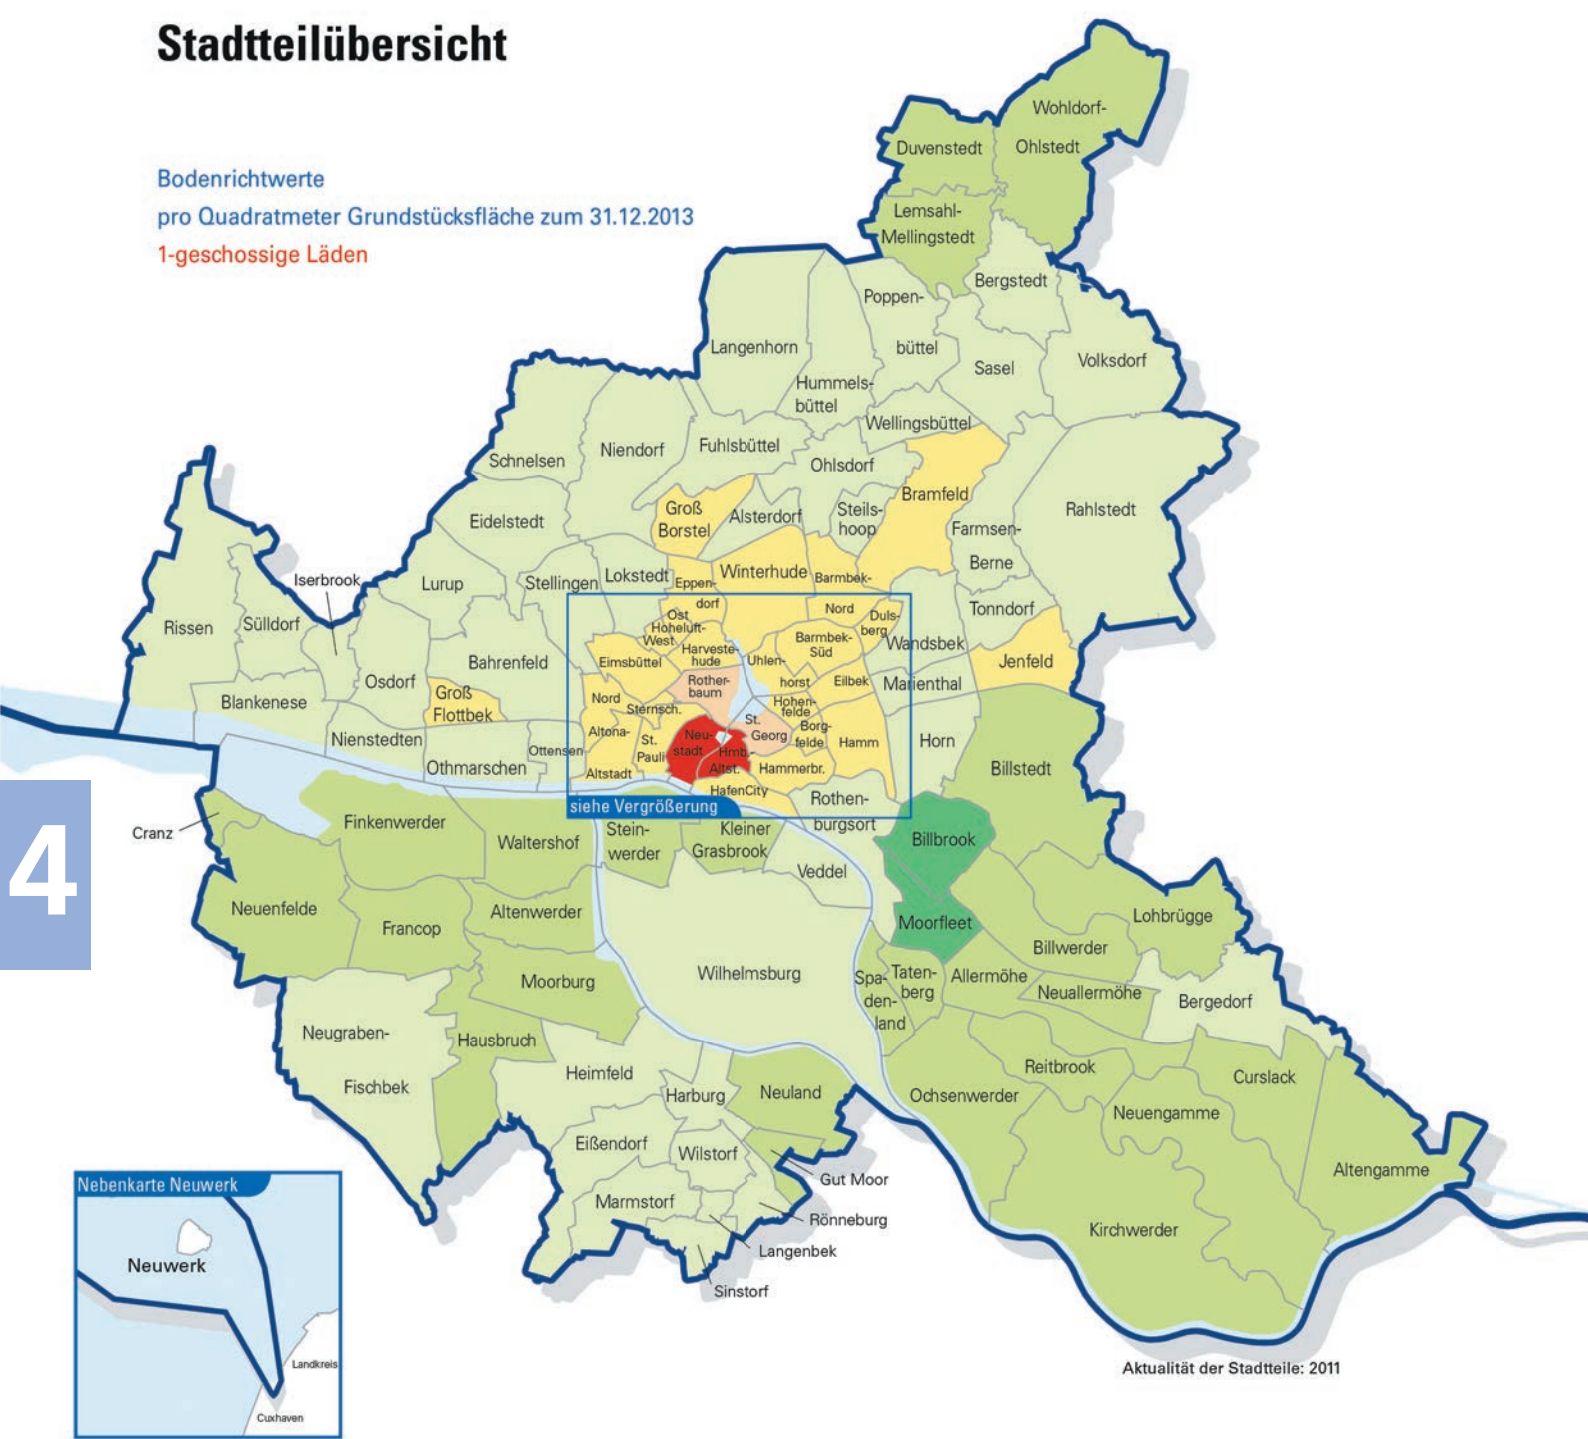 Stadtteilübersicht
Bodenrichtwerte
pro Quadratmeter Grundstücksfläche zum 31.12.2013
1-geschossige Läden
Wohldorf-
Ohlstedt
Duvenstedt
Lemsahl-
Mellingstedt
Bergstedt
Poppen-
büttel
Langenhorn
Hummels-
büttel
Sasel
Volksdorf
Wellingsbüttel
Schnelsen
Niendorf
Fuhlsbüttel
Ohlsdorf
Bramfeld
Rahlstedt
Eidelstedt
Groß
Borstel
Alsterdorf
Steils-
hoop
Farmsen-
Berne
Iserbrook
Lurup
Stellingen
Lokstedt
Eppen-
dorf
Winterhude
Barmbek-
Nord
Tonndorf
Rissen
Sülldorf
Ost
Hoheluft-
West
Duls-
berg
Wandsbek
Barmbek-
Süd
Bahrenfeld
Eimsbüttel
Harveste-
hude
Uhlen-
horst
Jenfeld
Osdorf
Groß
Flottbek
Rother-
baum
Eilbek
Marienthal
Blankenese
Nord
Sternsch.
Hohen-
felde
Nienstedten
Othmarschen
Ottensen
Altona-
Altstadt
St.
Pauli
Neu-
stadt
Hmb.-
Altst.
St.
Georg
Borg-
felde
Hamm
Horn
Billstedt
Hammerbr.
HafenCity
siehe Vergrößerung
Rothen-
burgsort
4
Cranz
Finkenwerder
Waltershof
Stein-
werder
Kleiner
Grasbrook
Veddel
Billbrook
Neuenfelde
Francop
Altenwerder
Moorfleet
Lohbrügge
Billwerder
Moorburg
Wilhelmsburg
Spa-
den-
land
Taten-
berg
Allermöhe
Neuallermöhe
Bergedorf
Neugraben-
Fischbek
Hausbruch
Heimfeld
Harburg
Neuland
Reitbrook
Curslack
Ochsenwerder
Neuengamme
Eißendorf
Wilstorf
Gut Moor
Altengamme
Marmstorf
Rönneburg
Kirchwerder
Langenbek
Sinstorf
Nebenkarte Neuwerk
Neuwerk
Landkreis
Cuxhaven
Aktualität der Stadtteile: 2011